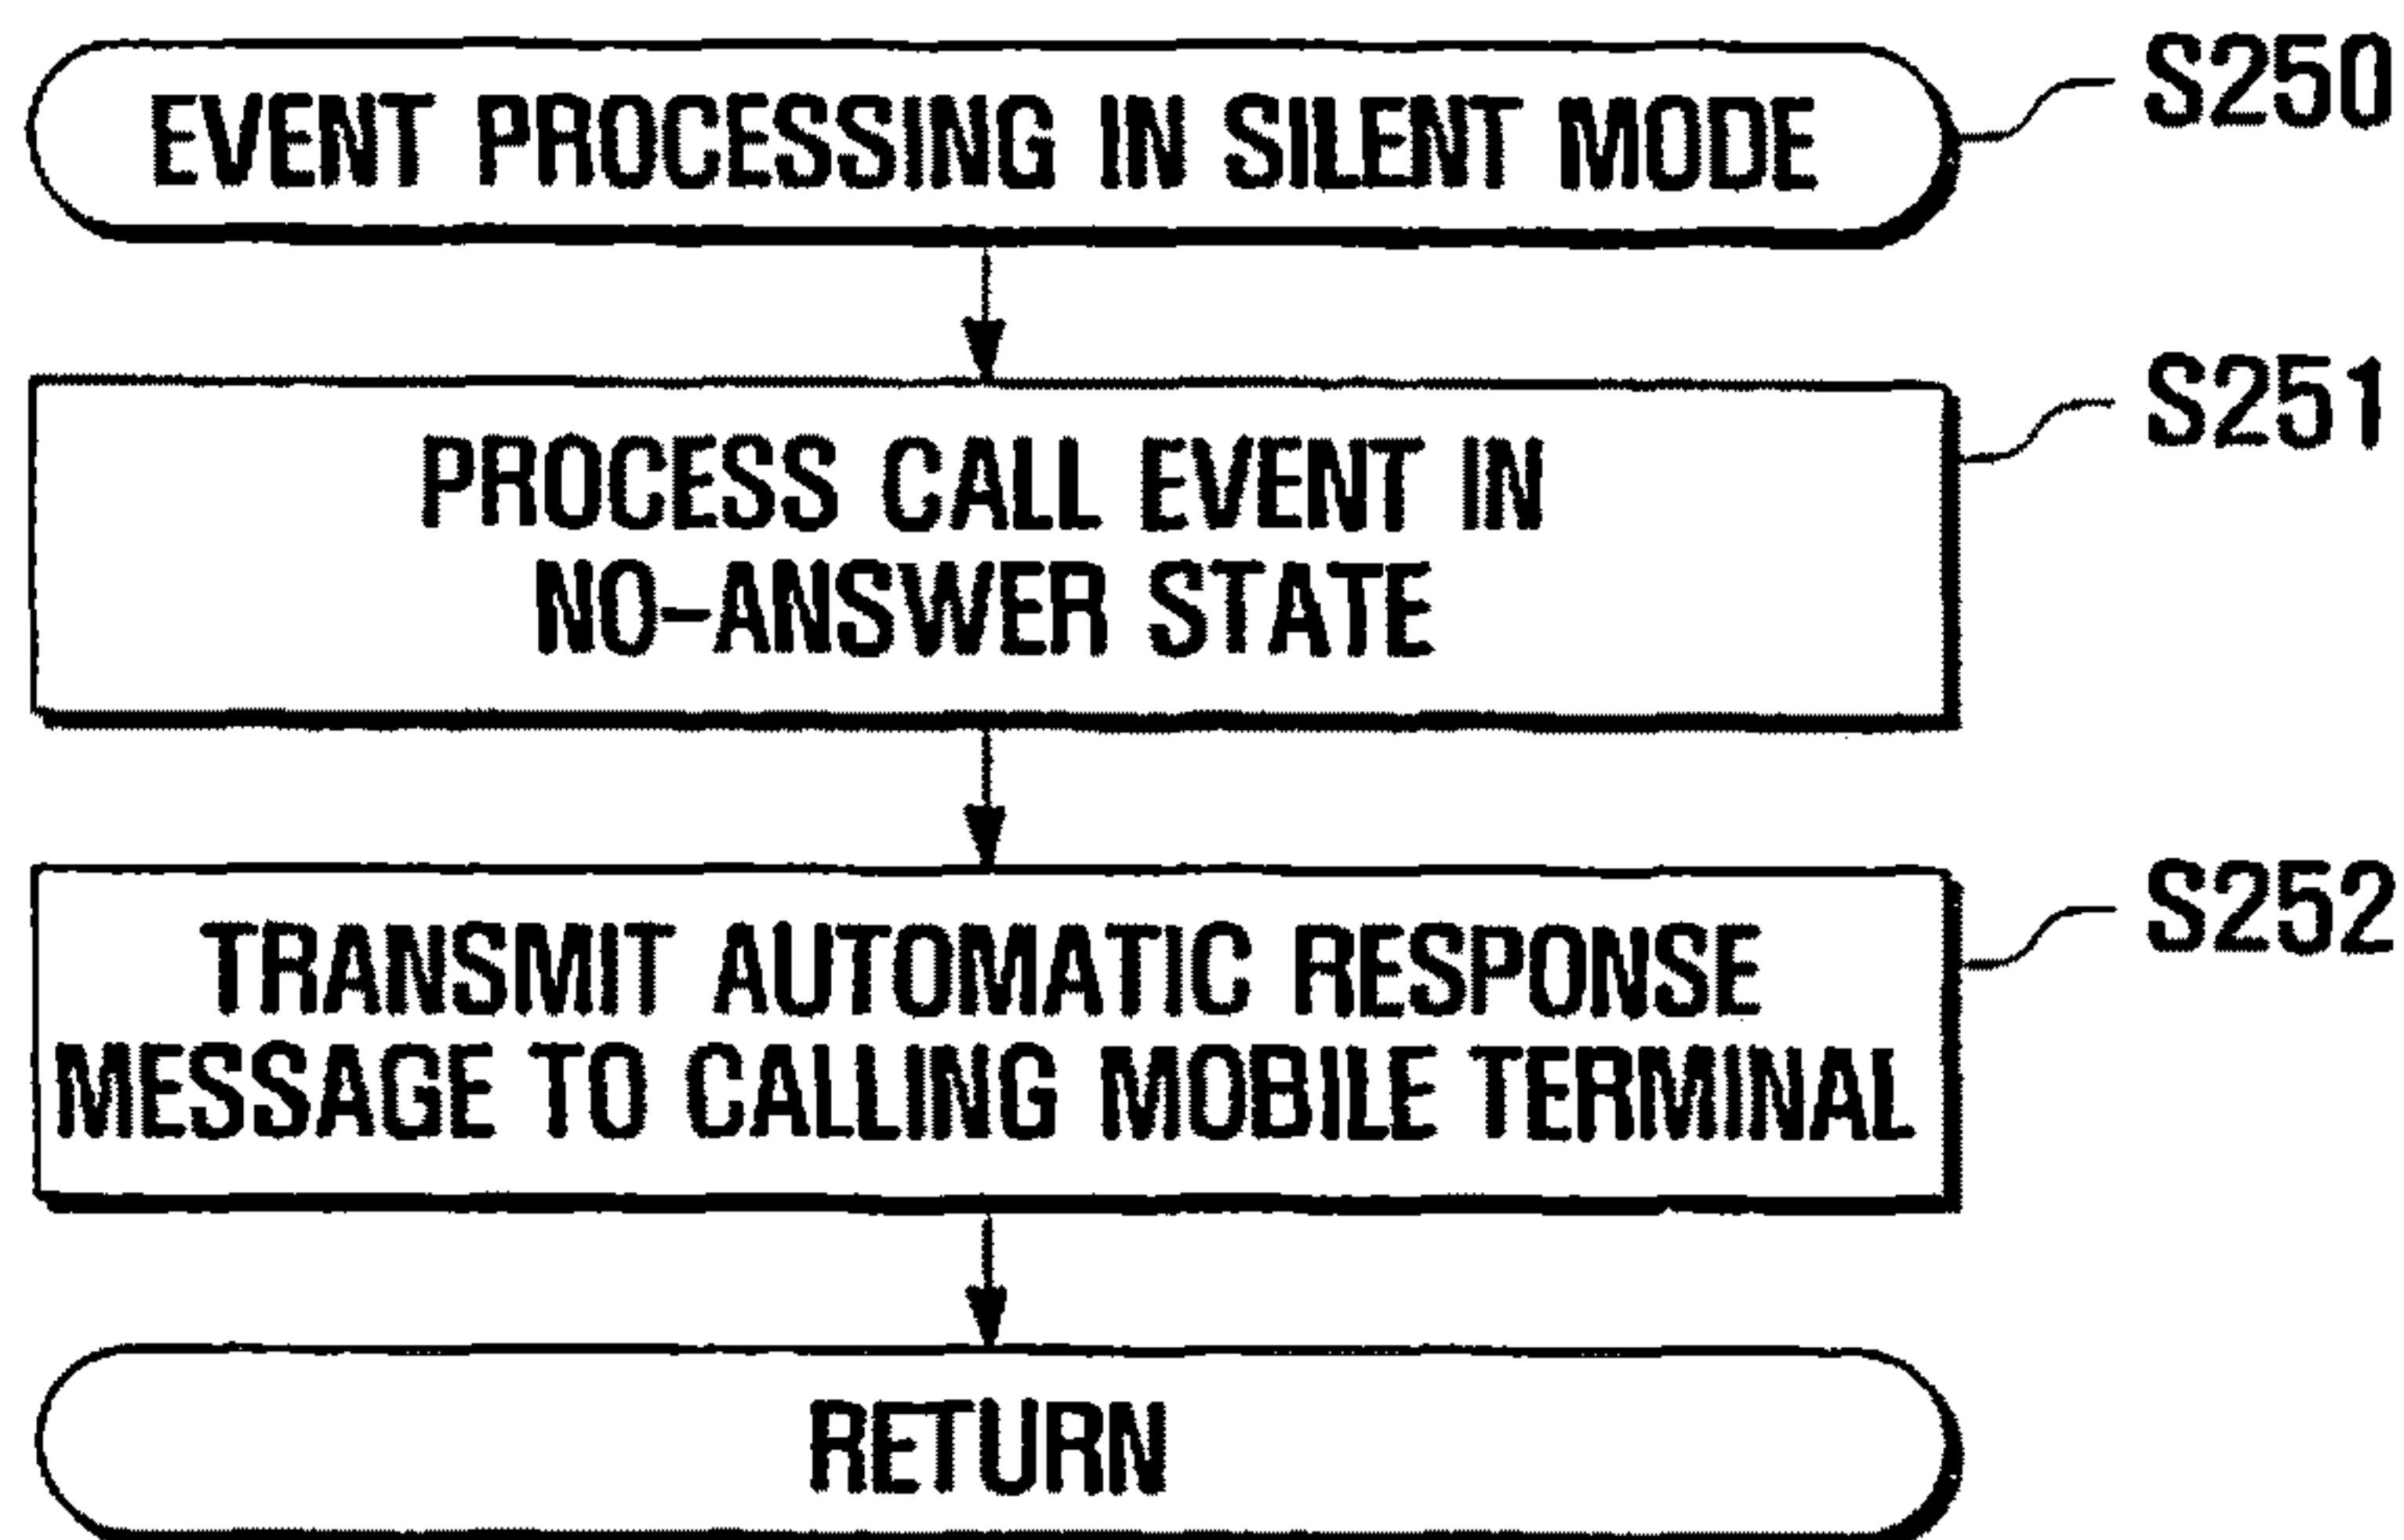 EVENT PROCESSING IN SILENT MODE
S250
PROCESS CALL EVENT IN
NO-ANSWER STATE
S251
TRANSMIT AUTOMATIC RESPONSE
MESSAGE TO CALLING MOBILE TERMINAL
S252
RETURN